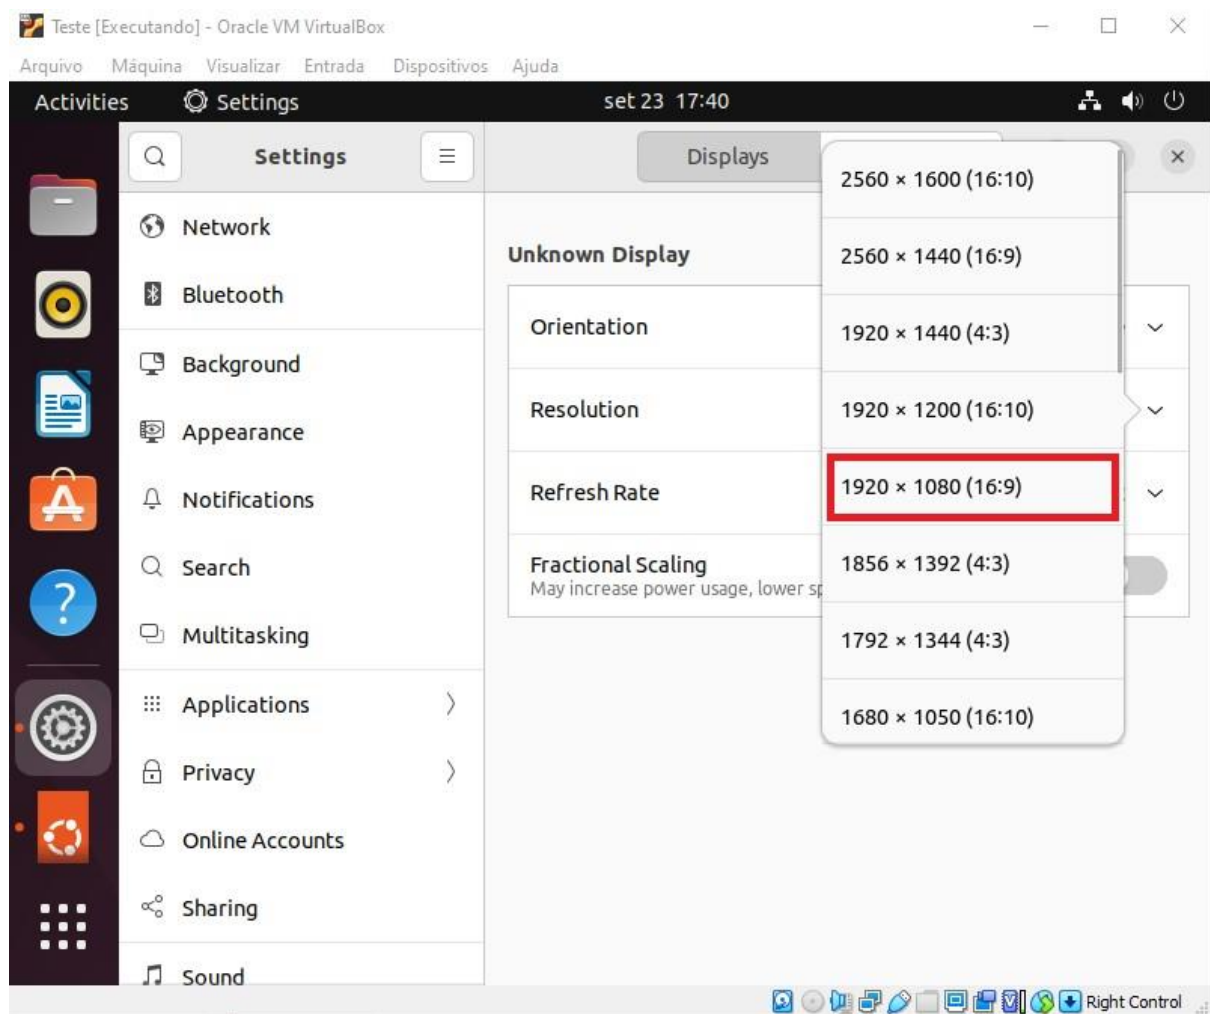 Teste [Executando] - Oracle VM VirtualBox
Arquivo Máquina Visualizar Entrada Dispositivos Ajuda
Activities Settings set 23 17:40
Settings
Displays
Network
Bluetooth
Background
Appearance
Notifications
Search
Multitasking
Applications
Privacy
Online Accounts
Sharing
Sound
Unknown Display
Orientation
Resolution
Refresh Rate
Fractional Scaling
May increase power usage, lower
2560 × 1600 (16:10)
2560 × 1440 (16:9)
1920 × 1440 (4:3)
1920 × 1200 (16:10)
1920 × 1080 (16:9)
1856 × 1392 (4:3)
1792 × 1344 (4:3)
1680 × 1050 (16:10)
Right Control